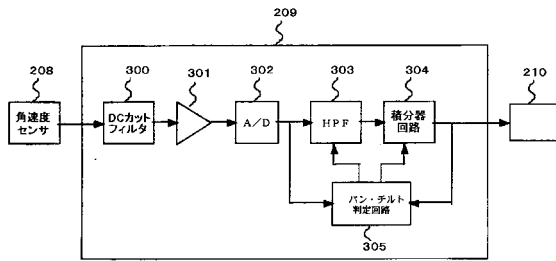 209
208
300
301
302
303
304
210
角速度
センサ
DCカット
フィルタ
A/D
HPF
積分器
回路
パン・チルト
判定回路
305